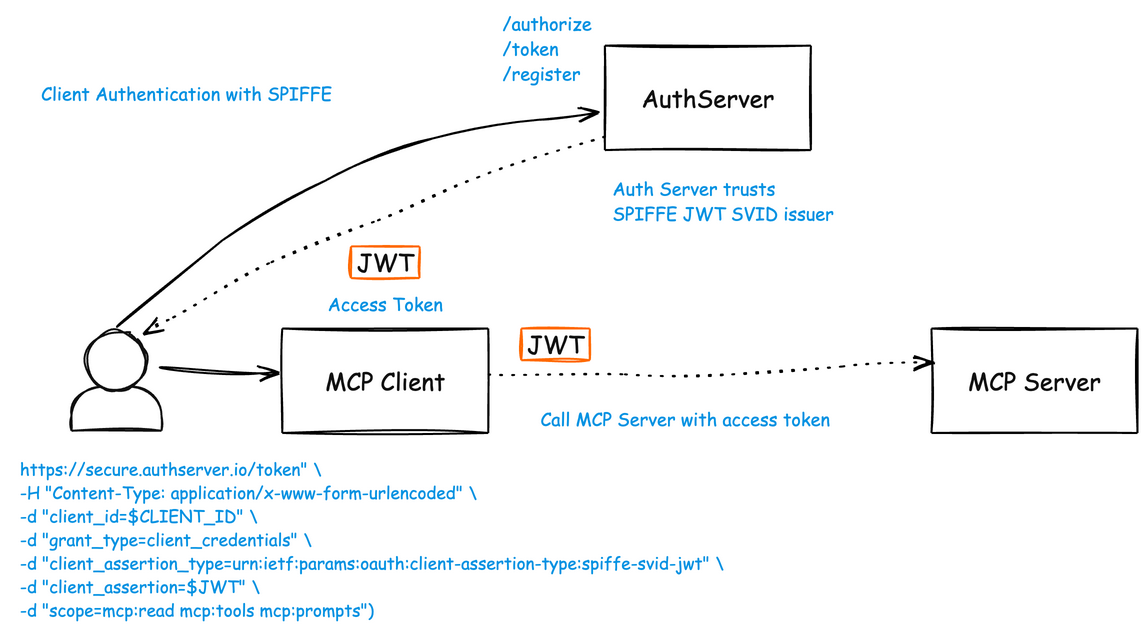 /authorize
/token
/register
Client Authentication with SPIFFE
AuthServer
Auth Server trusts
SPIFFE JWT SVID issuer
JWT
Access Token
JWT
MCP Client
MCP Server
Call MCP Server with access token
https://secure.authserver.io/token" \
-H "Content-Type: application/x-www-form-urlencoded" \
-d "client_id=$CLIENT_ID" \
-d "grant_type=client_credentials" \
-d "client_assertion_type=urn:ietf:params:oauth:client-assertion-type:spiffe-svid-jwt" \
-d "client_assertion=$JWT" \
-d "scope=mcp:read mcp:tools mcp:prompts")